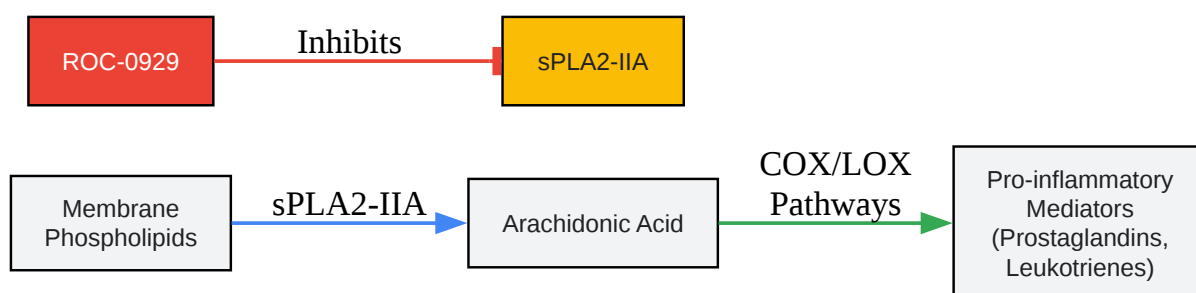 ROC-0929
Inhibits
sPLA2-IIA
Membrane
Phospholipids
sPLA2-IIA
Arachidonic Acid
COX/LOX
Pathways
Pro-inflammatory
Mediators
(Prostaglandins,
Leukotrienes)